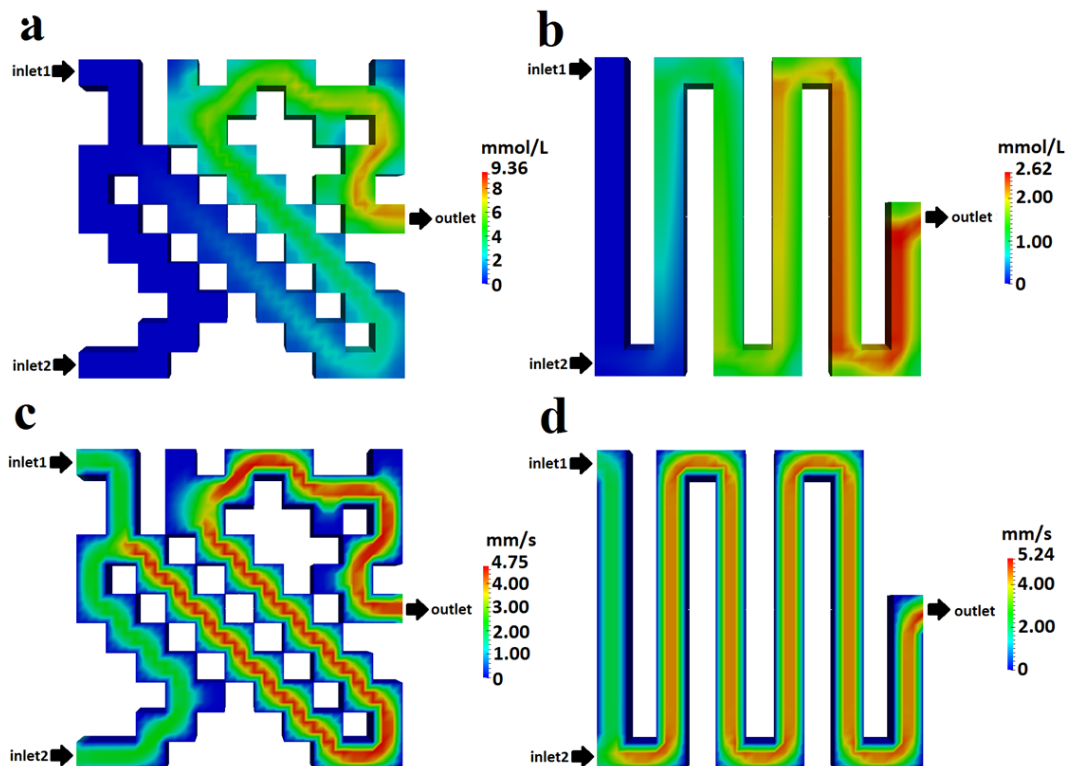 a
inlet1
mmol/L
9.36
8
6
4
2
0
outlet
inlet2
b
inlet1
mmol/L
2.62
2.00
1.00
0
outlet
inlet2
c
inlet1
mm/s
4.75
4.00
3.00
2.00
1.00
0
outlet
inlet2
d
inlet1
mm/s
5.24
4.00
2.00
0
outlet
inlet2